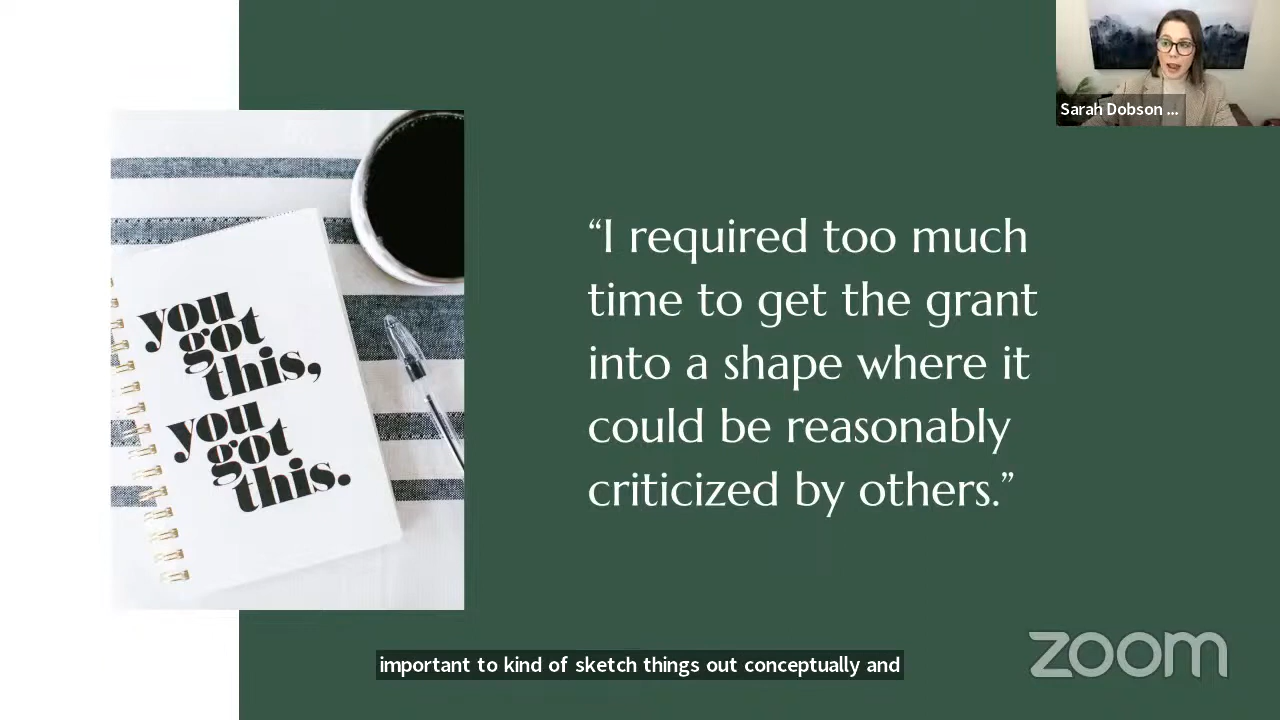 Sarah Dobson ...
you
got
this,
you
got
this.
“I required too much
time to get the grant
into a shape where it
could be reasonably
criticized by others.”
important to kind of sketch things out conceptually and
zoom